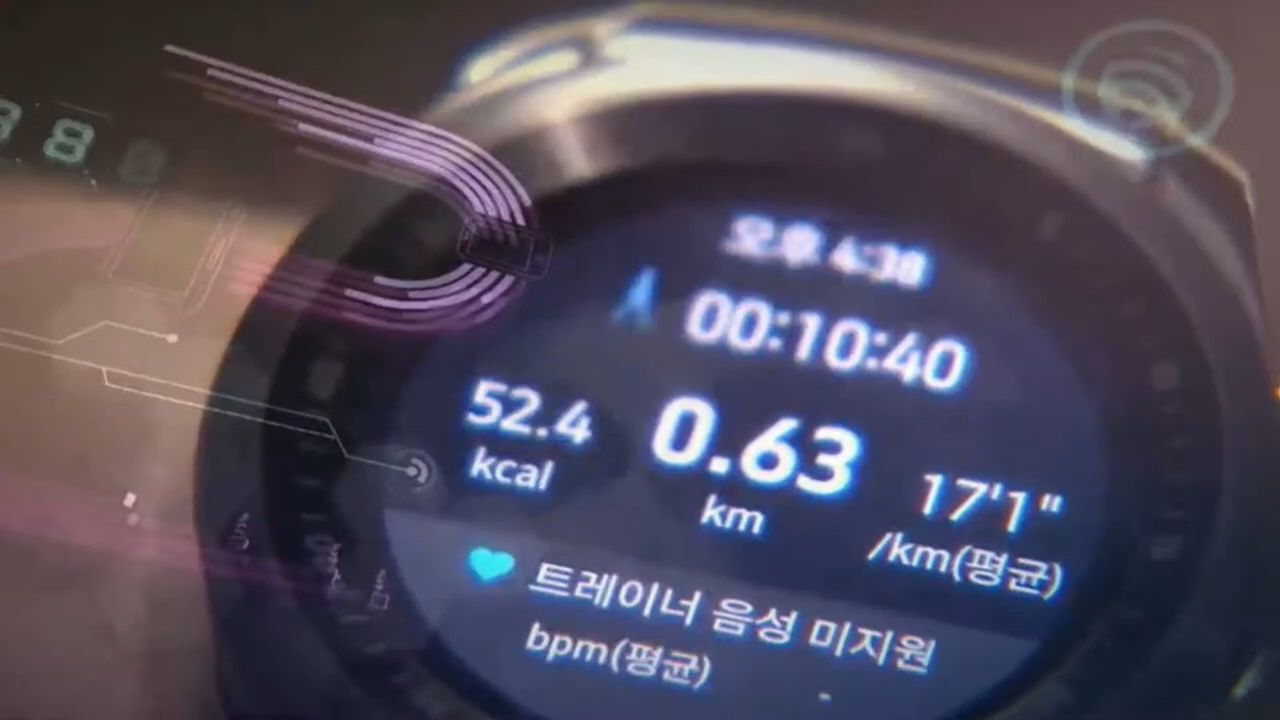 오후 4:38
00:10:40
52.4
kcal
0.63
km
17'1"
/km(평균)
트레이너 음성 미지원
bpm(평균)